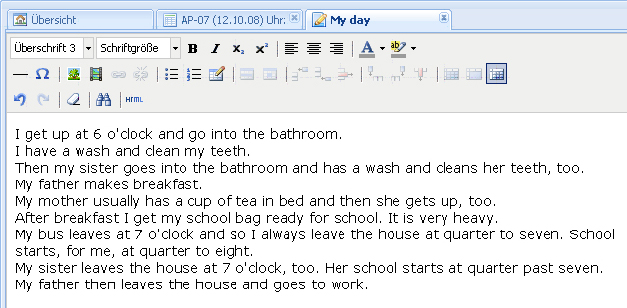 Übersicht AP-07 (12.10.08) Uhr: My day
Überschrift 3 Schriftgröße B I x₂ x² A ab
Ω
HTML
I get up at 6 o'clock and go into the bathroom.
I have a wash and clean my teeth.
Then my sister goes into the bathroom and has a wash and cleans her teeth, too.
My father makes breakfast.
My mother usually has a cup of tea in bed and then she gets up, too.
After breakfast I get my school bag ready for school. It is very heavy.
My bus leaves at 7 o'clock and so I always leave the house at quarter to seven. School
starts, for me, at quarter to eight.
My sister leaves the house at 7 o'clock, too. Her school starts at quarter past seven.
My father then leaves the house and goes to work.